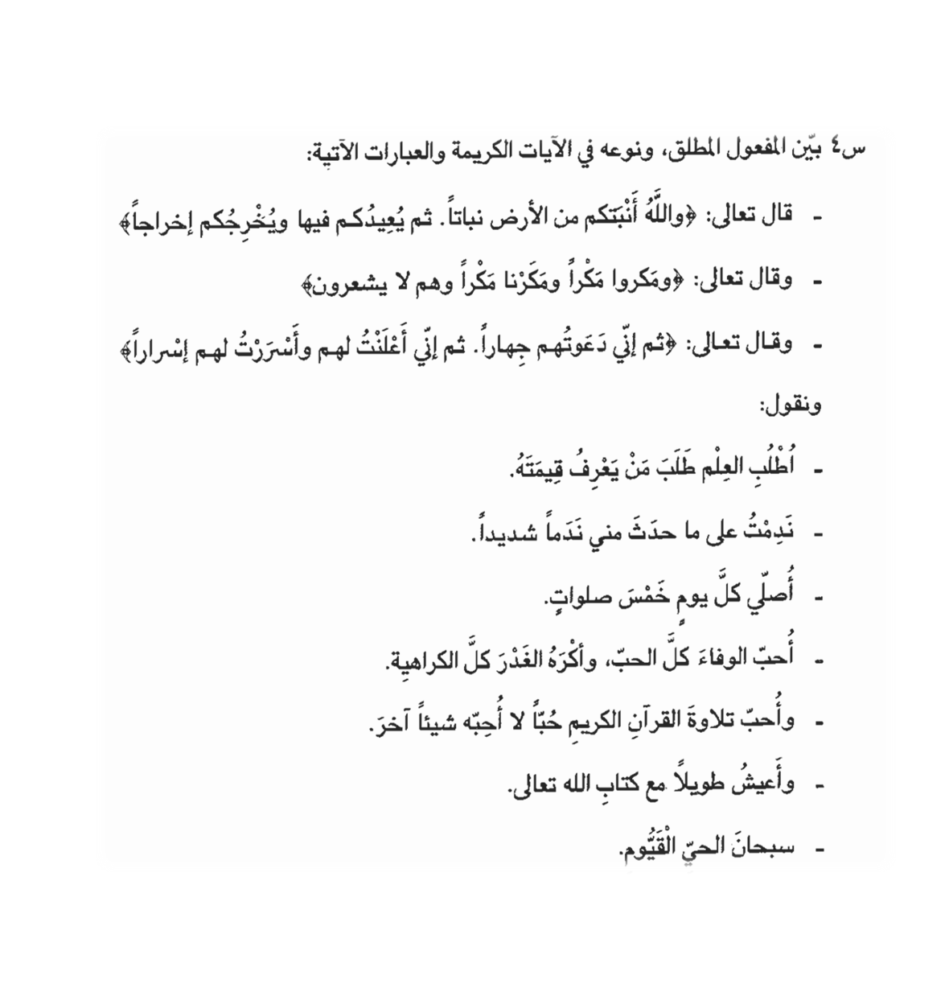 س٤ بيّن المفعول المطلق، ونوعه في الآيات الكريمة والعبارات الآتية:
- قال تعالى: ﴿واللَّهُ أَنْبَتكم من الأرض نباتاً. ثم يُعِيدُكم فيها ويُخْرِجُكم إخراجاً﴾
- وقال تعالى: ﴿ومَكروا مَكْراً ومَكَرْنا مَكْراً وهم لا يشعرون﴾
- وقال تعالى: ﴿ثم إنّي دَعَوتُهم جِهاراً. ثم إنّي أَعْلَنْتُ لهم وأَسْرَرْتُ لهم إسْراراً﴾
ونقول:
- اُطْلُبِ العِلْم طَلَبَ مَنْ يَعْرِفُ قِيمَتَهُ.
- نَدِمْتُ على ما حدَثَ مني نَدَماً شديداً.
- أُصلّي كلَّ يومٍ خَمْسَ صلواتٍ.
- أُحبّ الوفاءَ كلَّ الحبّ، وأكْرَهُ الغَدْرَ كلَّ الكراهيِة.
- وأُحبّ تلاوةَ القرآنِ الكريمِ حُبّاً لا أُحِبّه شيئاً آخرَ.
- وأَعيشُ طويلاً مع كتابِ الله تعالى.
- سبحانَ الحيّ الْقَيُّوم.